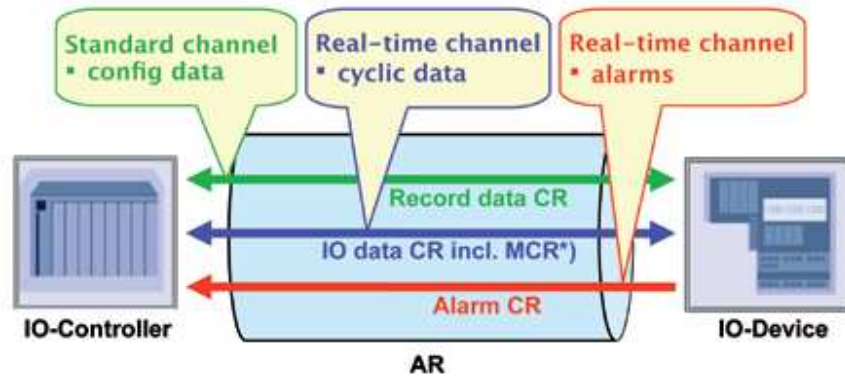 Standard channel
▪ config data
Real-time channel
▪ cyclic data
Real-time channel
▪ alarms
Record data CR
IO data CR incl. MCR*)
Alarm CR
IO-Controller
IO-Device
AR